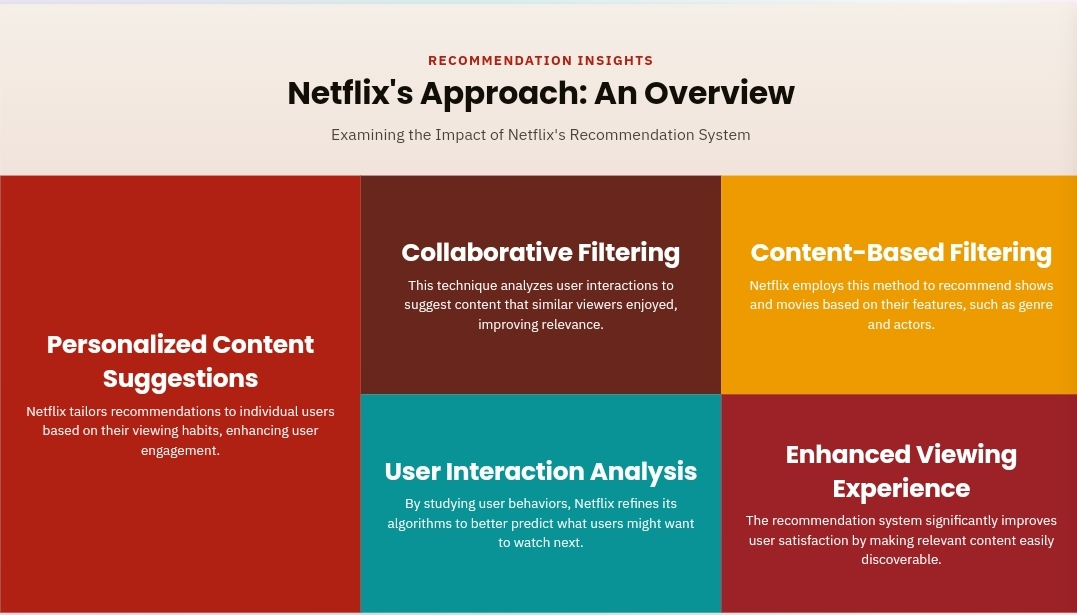 RECOMMENDATION INSIGHTS
Netflix's Approach: An Overview
Examining the Impact of Netflix's Recommendation System
Personalized Content
Suggestions
Netflix tailors recommendations to individual users
based on their viewing habits, enhancing user
engagement.
Collaborative Filtering
This technique analyzes user interactions to
suggest content that similar viewers enjoyed,
improving relevance.
Content-Based Filtering
Netflix employs this method to recommend shows
and movies based on their features, such as genre
and actors.
User Interaction Analysis
By studying user behaviors, Netflix refines its
algorithms to better predict what users might want
to watch next.
Enhanced Viewing
Experience
The recommendation system significantly improves
user satisfaction by making relevant content easily
discoverable.